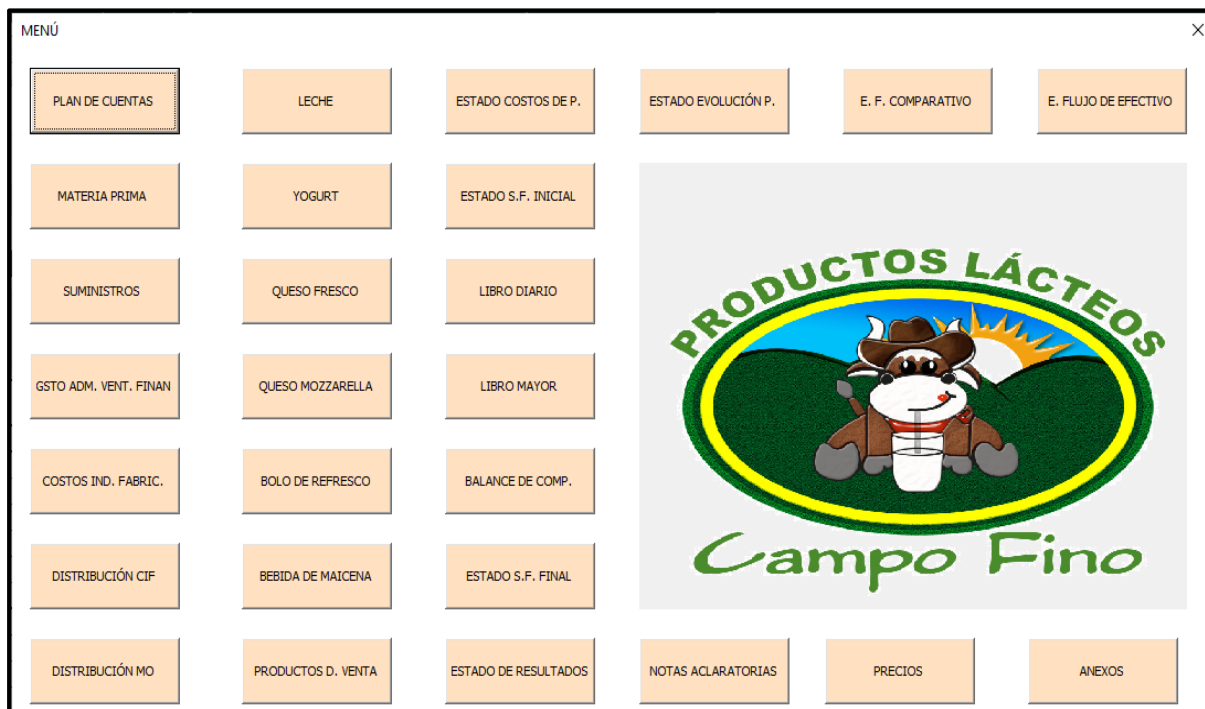 MENÚ
PLAN DE CUENTAS
LECHE
ESTADO COSTOS DE P.
ESTADO EVOLUCIÓN P.
E. F. COMPARATIVO
E. FLUJO DE EFECTIVO
MATERIA PRIMA
YOGURT
ESTADO S.F. INICIAL
SUMINISTROS
QUESO FRESCO
LIBRO DIARIO
GSTO ADM. VENT. FINAN
QUESO MOZZARELLA
LIBRO MAYOR
COSTOS IND. FABRIC.
BOLO DE REFRESCO
BALANCE DE COMP.
DISTRIBUCIÓN CIF
BEBIDA DE MAICENA
ESTADO S.F. FINAL
PRODUCTOS LÁCTEOS
Campo Fino
DISTRIBUCIÓN MO
PRODUCTOS D. VENTA
ESTADO DE RESULTADOS
NOTAS ACLARATORIAS
PRECIOS
ANEXOS